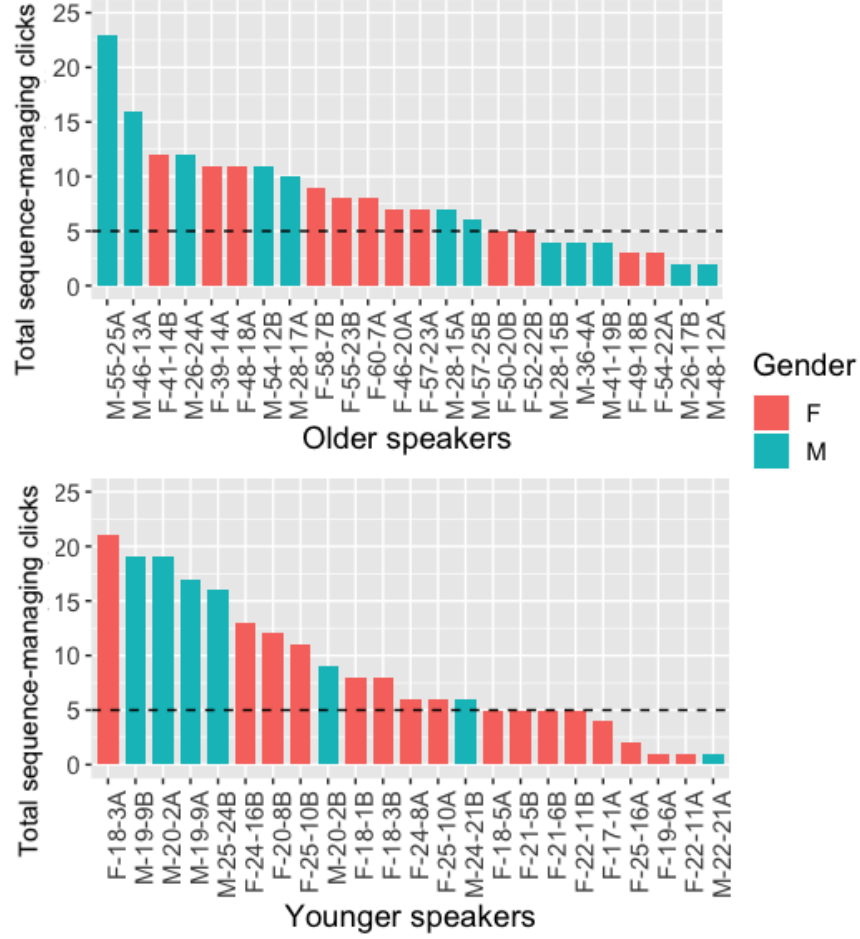 Total sequence-managing clicks
25
20
15
10
5
0
M-55-25A
M-46-13A
F-41-14B
M-26-24A
F-39-14A
F-48-18A
M-54-12B
M-28-17A
F-58-7B
F-55-23B
F-60-7A
F-46-20A
F-57-23A
M-28-15A
M-57-25B
F-50-20B
F-52-22B
M-28-15B
M-36-4A
M-41-19B
F-49-18B
F-54-22A
M-26-17B
M-48-12A
Older speakers
Gender
F
M
Total sequence-managing clicks
25
20
15
10
5
0
F-18-3A
M-19-9B
M-20-2A
M-19-9A
M-25-24B
F-24-16B
F-20-8B
F-25-10B
M-20-2B
F-18-1B
F-18-3B
F-24-8A
F-25-10A
M-24-21B
F-18-5A
F-21-5B
F-21-6B
F-22-11B
F-17-1A
F-25-16A
F-19-6A
F-22-11A
M-22-21A
Younger speakers